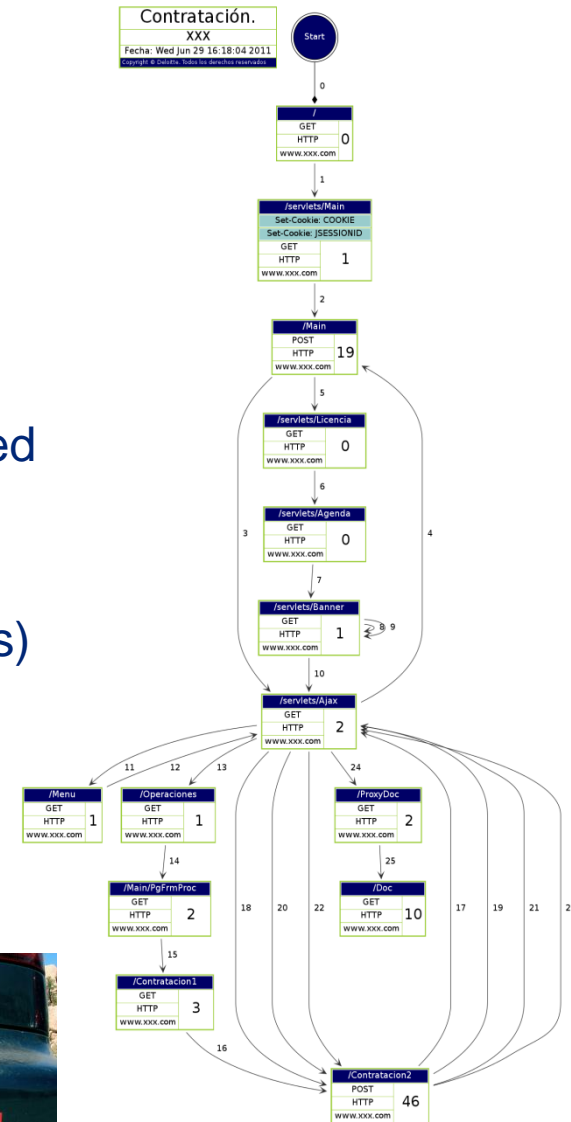 Contratación.
XXX
Fecha: Wed Jun 29 16:18:04 2011
Copyright © Deloitte. Todos los derechos reservados
Start
0
/
GET
HTTP
www.xxx.com
0
1
/servlets/Main
Set-Cookie: COOKIE
Set-Cookie: JSESSIONID
GET
HTTP
www.xxx.com
1
2
/Main
POST
HTTP
www.xxx.com
19
5
/servlets/Licencia
GET
HTTP
www.xxx.com
0
ed
6
/servlets/Agenda
GET
HTTP
www.xxx.com
0
3
4
7
/servlets/Banner
GET
HTTP
www.xxx.com
1
8 9
s)
10
/servlets/Ajax
GET
HTTP
www.xxx.com
2
11
12
13
24
/Menu
GET
HTTP
www.xxx.com
1
/Operaciones
GET
HTTP
www.xxx.com
1
/ProxyDoc
GET
HTTP
www.xxx.com
2
14
25
/Main/PgFrmProc
GET
HTTP
www.xxx.com
2
/Doc
GET
HTTP
www.xxx.com
10
18
20
22
17
19
21
2
15
/Contratacion1
GET
HTTP
www.xxx.com
3
16
/Contratacion2
POST
HTTP
www.xxx.com
46